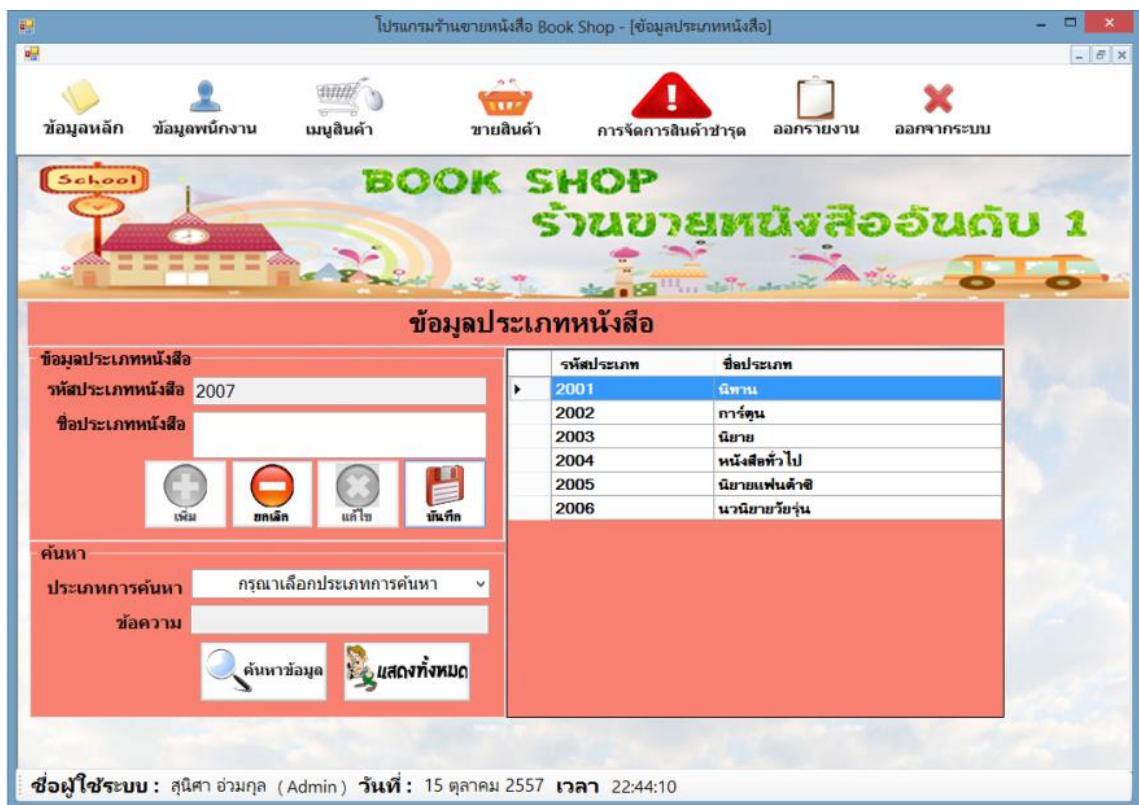 โปรแกรมร้านขายหนังสือ Book Shop - [ข้อมูลประเภทหนังสือ]
ข้อมูลหลัก ข้อมูลพนักงาน เมนูสินค้า ขายสินค้า การจัดการสินค้าชำรุด ออกรายงาน ออกจากระบบ
School
BOOK SHOP
ร้านขายหนังสืออันดับ 1
ข้อมูลประเภทหนังสือ
ข้อมูลประเภทหนังสือ
รหัสประเภทหนังสือ 2007
ชื่อประเภทหนังสือ
เพิ่ม ยกเลิก แก้ไข บันทึก
ค้นหา
ประเภทการค้นหา กรุณาเลือกประเภทการค้นหา
ข้อความ
ค้นหาข้อมูล แสดงทั้งหมด
รหัสประเภท ชื่อประเภท
2001 นิทาน
2002 การ์ตูน
2003 นิยาย
2004 หนังสือทั่วไป
2005 นิยายแฟนด้าซิ
2006 นวนิยายวัยรุ่น
ชื่อผู้ใช้ระบบ : สุนิศา อ่วมกุล (Admin) วันที่ : 15 ตุลาคม 2557 เวลา 22:44:10